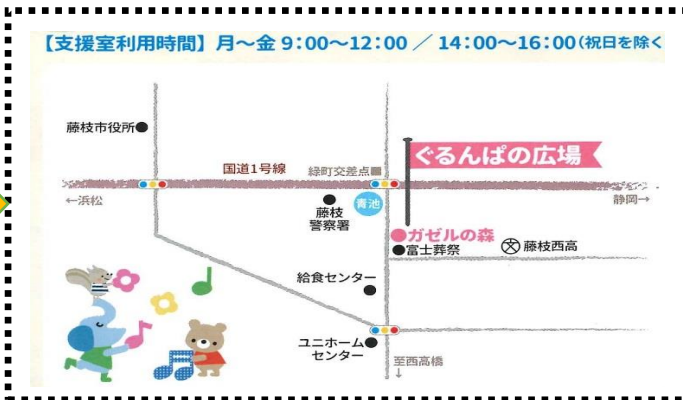 【支援室利用時間】月～金 9:00～12:00 ／ 14:00～16:00(祝日を除く
藤枝市役所
ぐるんぱの広場
国道1号線
緑町交差点
←浜松
静岡→
藤枝
警察署
青池
ガゼルの森
富士葬祭
文 藤枝西高
給食センター
ユニホーム
センター
至西高橋
↓